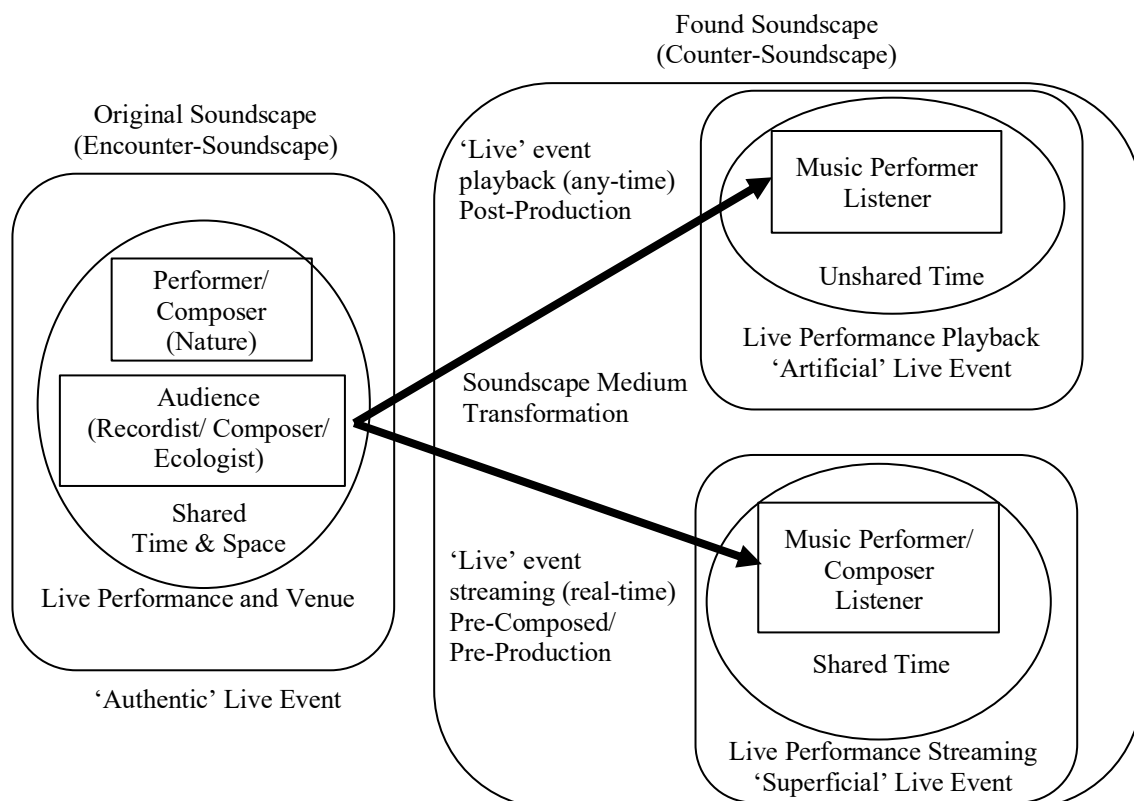 Original Soundscape
(Encounter-Soundscape)
Performer/
Composer
(Nature)
Audience
(Recordist/ Composer/
Ecologist)
Shared
Time & Space
Live Performance and Venue
‘Authentic’ Live Event
Found Soundscape
(Counter-Soundscape)
‘Live’ event
playback (any-time)
Post-Production
Music Performer
Listener
Unshared Time
Live Performance Playback
‘Artificial’ Live Event
Soundscape Medium
Transformation
‘Live’ event
streaming (real-time)
Pre-Composed/
Pre-Production
Music Performer/
Composer
Listener
Shared Time
Live Performance Streaming
‘Superficial’ Live Event